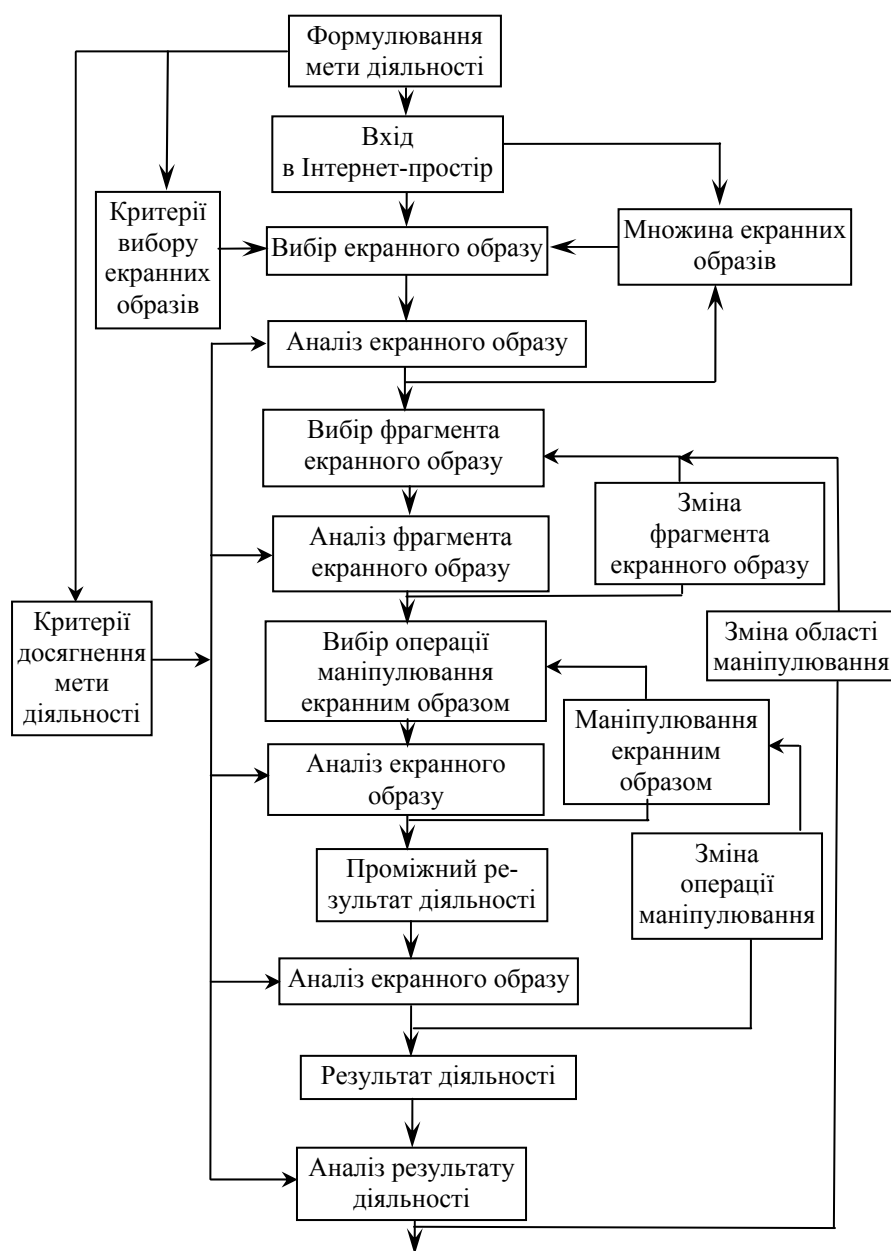 Формулювання
мети діяльності
Вхід
в Інтернет-простір
Критерії
вибору
екранних
образів
Вибір екранного образу
Множина екранних
образів
Аналіз екранного образу
Вибір фрагмента
екранного образу
Зміна
фрагмента
екранного образу
Аналіз фрагмента
екранного образу
Критерії
досягнення
мети
діяльності
Вибір операції
маніпулювання
екранним образом
Зміна області
маніпулювання
Маніпулювання
екранним
образом
Аналіз екранного
образу
Зміна
операції
маніпулювання
Проміжний ре-
зультат діяльності
Аналіз екранного образу
Результат діяльності
Аналіз результату
діяльності